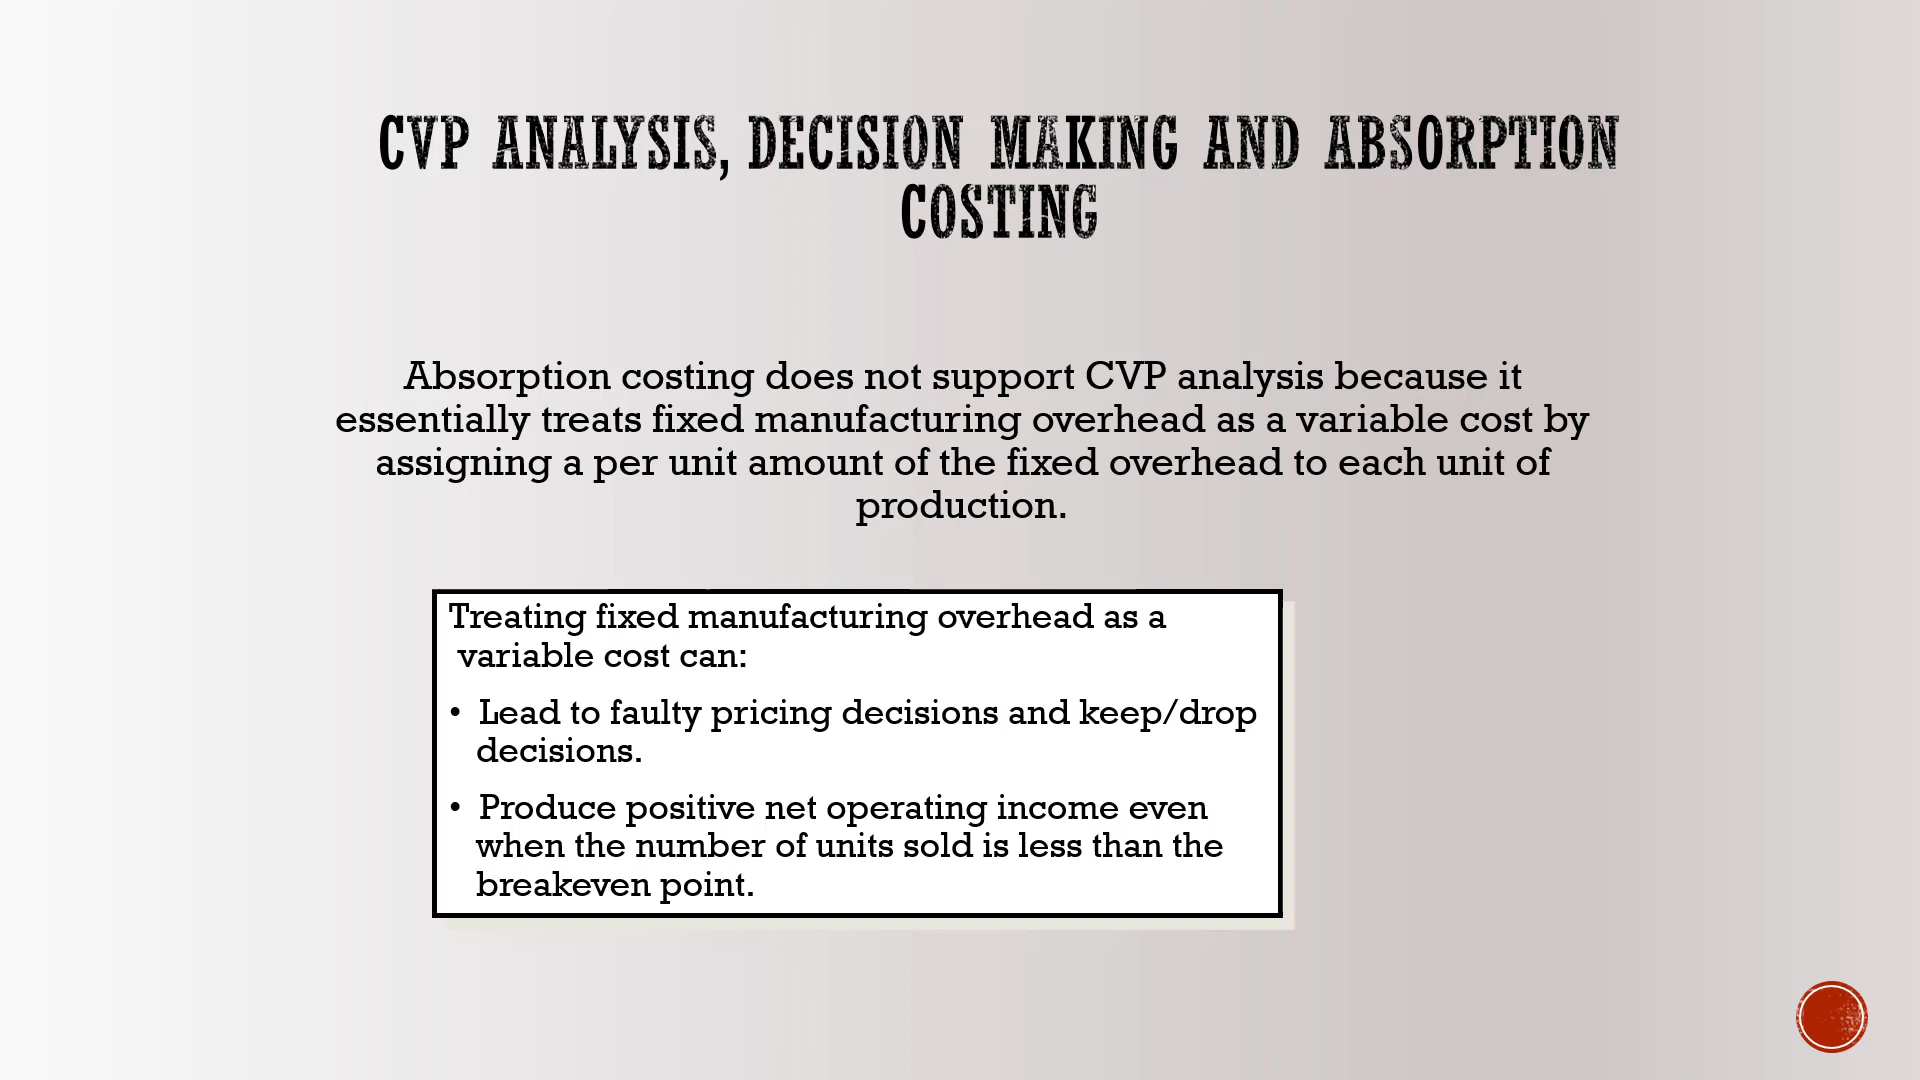 CVP ANALYSIS, DECISION MAKING AND ABSORPTION
COSTING
Absorption costing does not support CVP analysis because it
essentially treats fixed manufacturing overhead as a variable cost by
assigning a per unit amount of the fixed overhead to each unit of
production.
Treating fixed manufacturing overhead as a
variable cost can:
• Lead to faulty pricing decisions and keep/drop
decisions.
• Produce positive net operating income even
when the number of units sold is less than the
breakeven point.